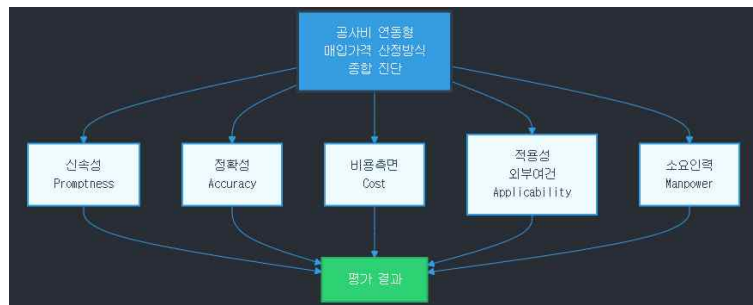 공사비 연동형
매입가격 산정방식
종합 진단
신속성
Promptness
정확성
Accuracy
비용측면
Cost
적용성
외부여건
Applicability
소요인력
Manpower
평가 결과